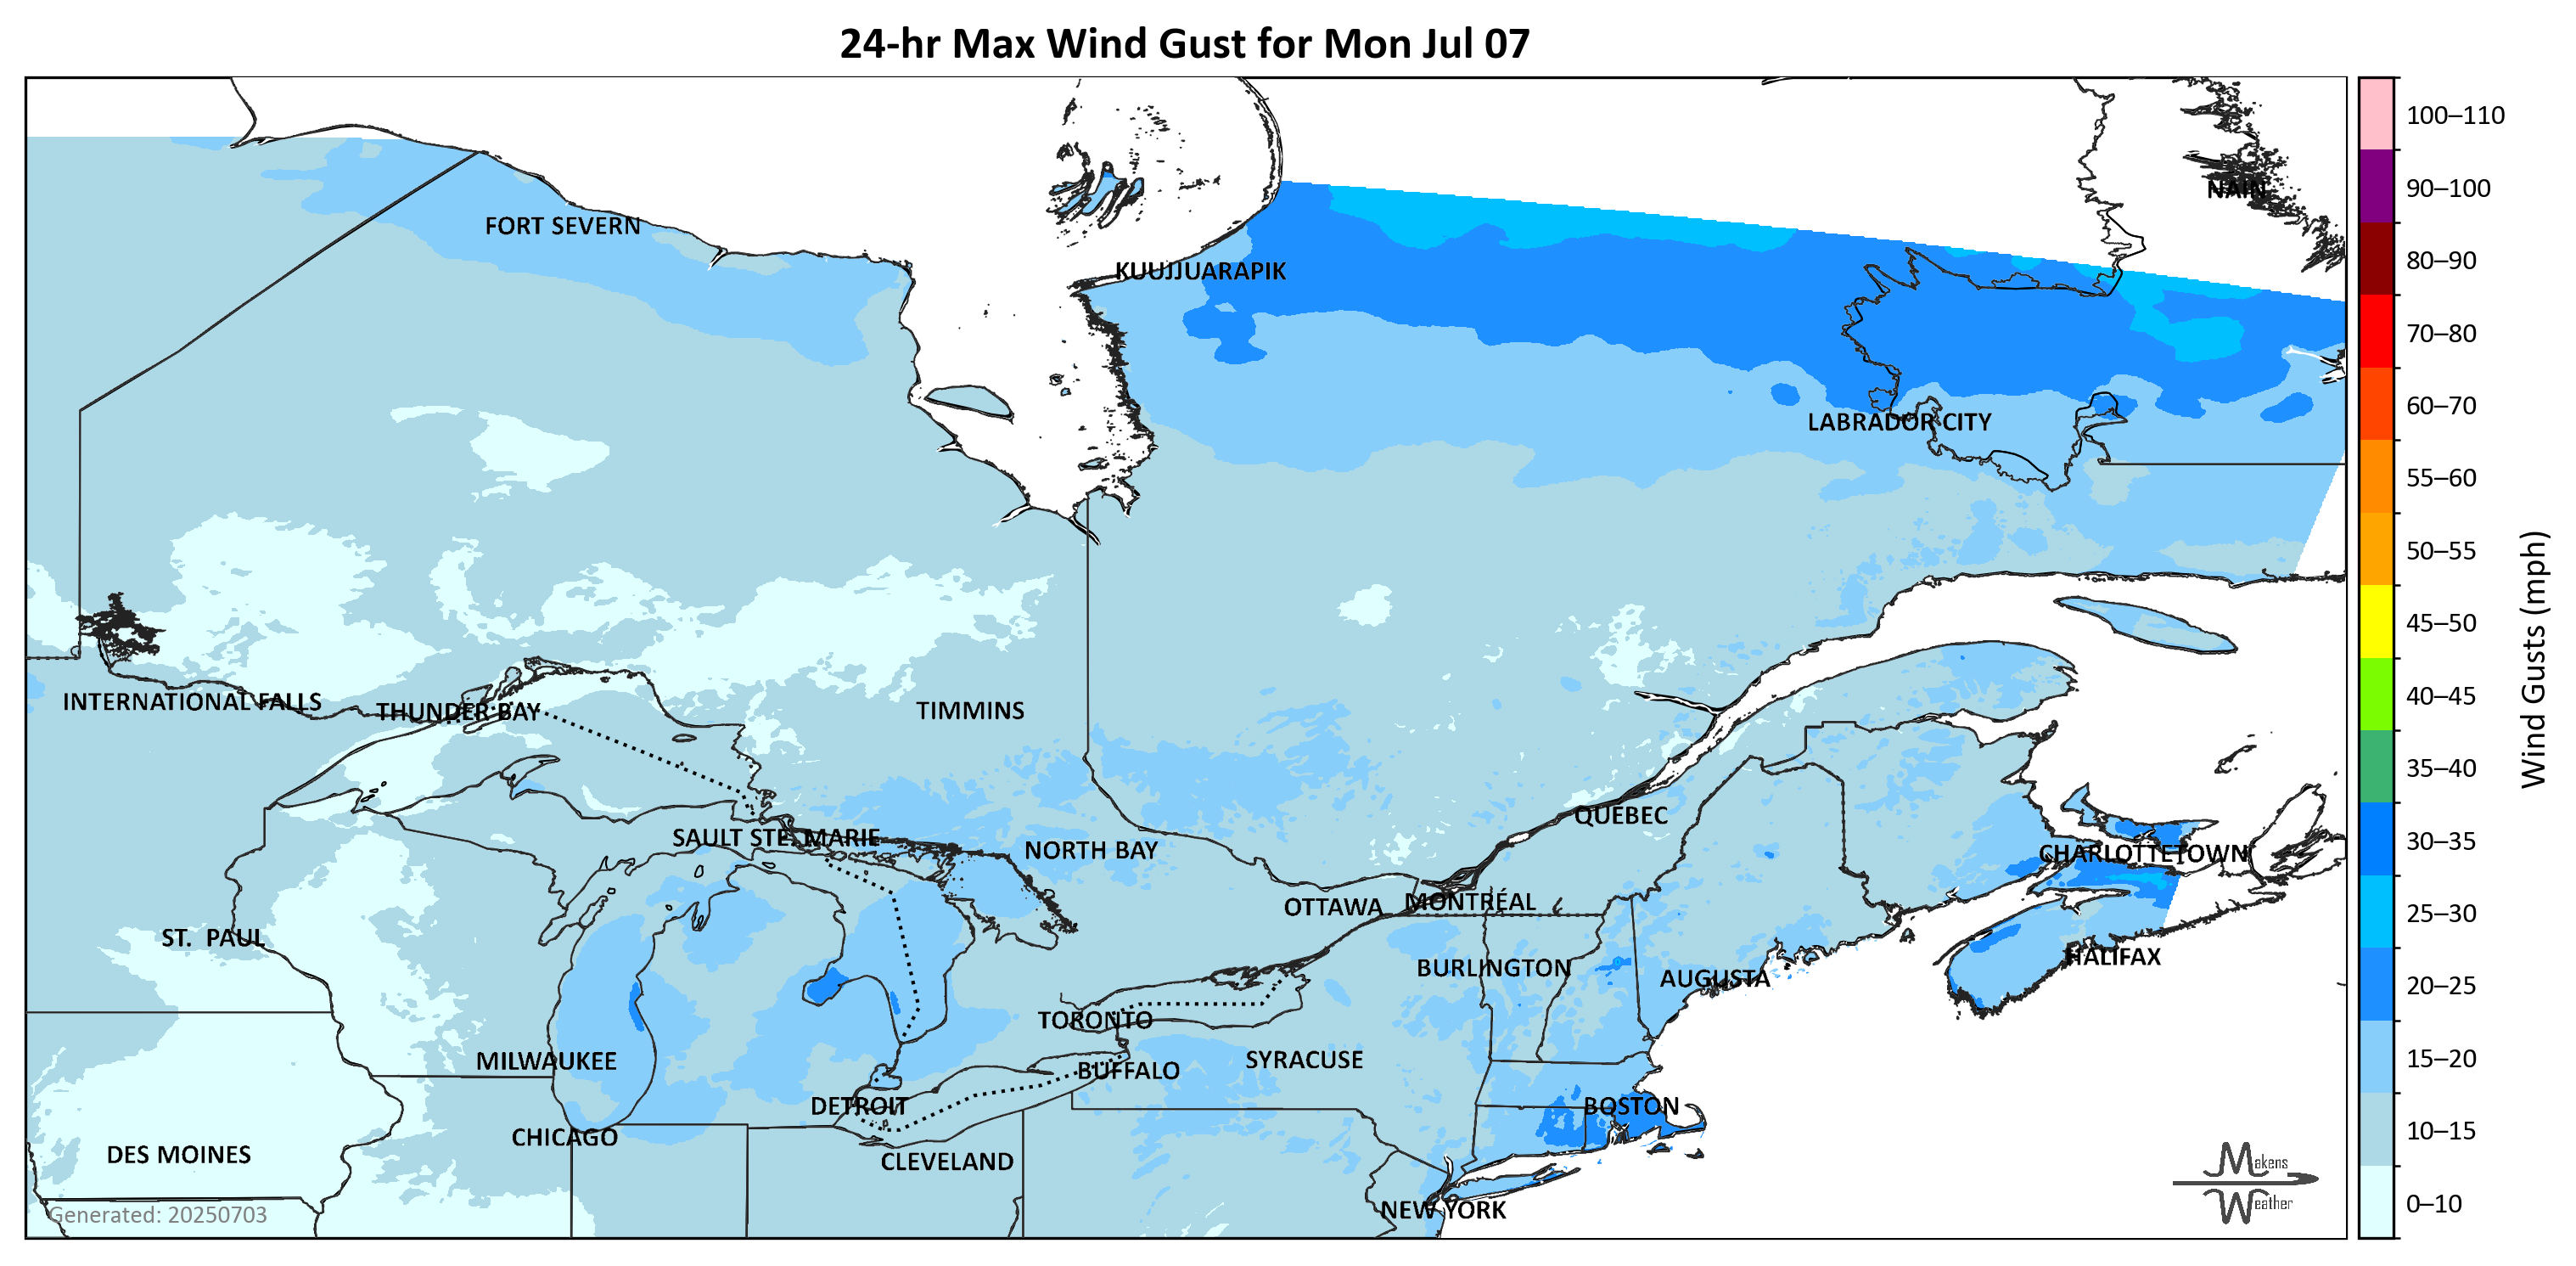 24-hr Max Wind Gust for Mon Jul 07
NAIN
FORT SEVERN
KUUJJUARAPIK
LABRADOR CITY
INTERNATIONAL FALLS
THUNDER BAY
TIMMINS
QUÉBEC
SAULT STE. MARIE
NORTH BAY
CHARLOTTETOWN
OTTAWA
MONTRÉAL
ST. PAUL
BURLINGTON
AUGUSTA
HALIFAX
TORONTO
MILWAUKEE
SYRACUSE
BUFFALO
DETROIT
BOSTON
CHICAGO
DES MOINES
CLEVELAND
NEW YORK
Generated: 20250703
Makens
Weather
100–110
90–100
80–90
70–80
60–70
55–60
50–55
45–50
40–45
35–40
30–35
25–30
20–25
15–20
10–15
0–10
Wind Gusts (mph)